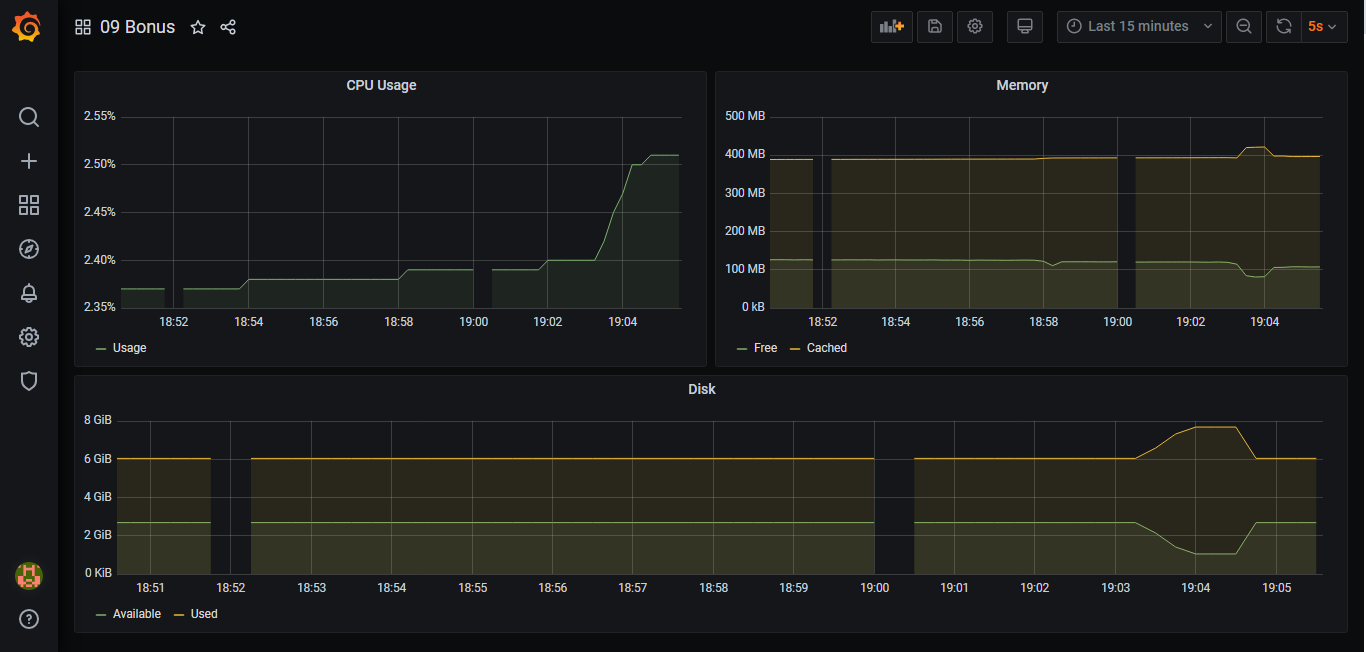 09 Bonus
Last 15 minutes
5s
CPU Usage
2.55%
2.50%
2.45%
2.40%
2.35%
18:52 18:54 18:56 18:58 19:00 19:02 19:04
Usage
Memory
500 MB
400 MB
300 MB
200 MB
100 MB
0 kB
18:52 18:54 18:56 18:58 19:00 19:02 19:04
Free Cached
Disk
8 GiB
6 GiB
4 GiB
2 GiB
0 KiB
18:51 18:52 18:53 18:54 18:55 18:56 18:57 18:58 18:59 19:00 19:01 19:02 19:03 19:04 19:05
Available Used